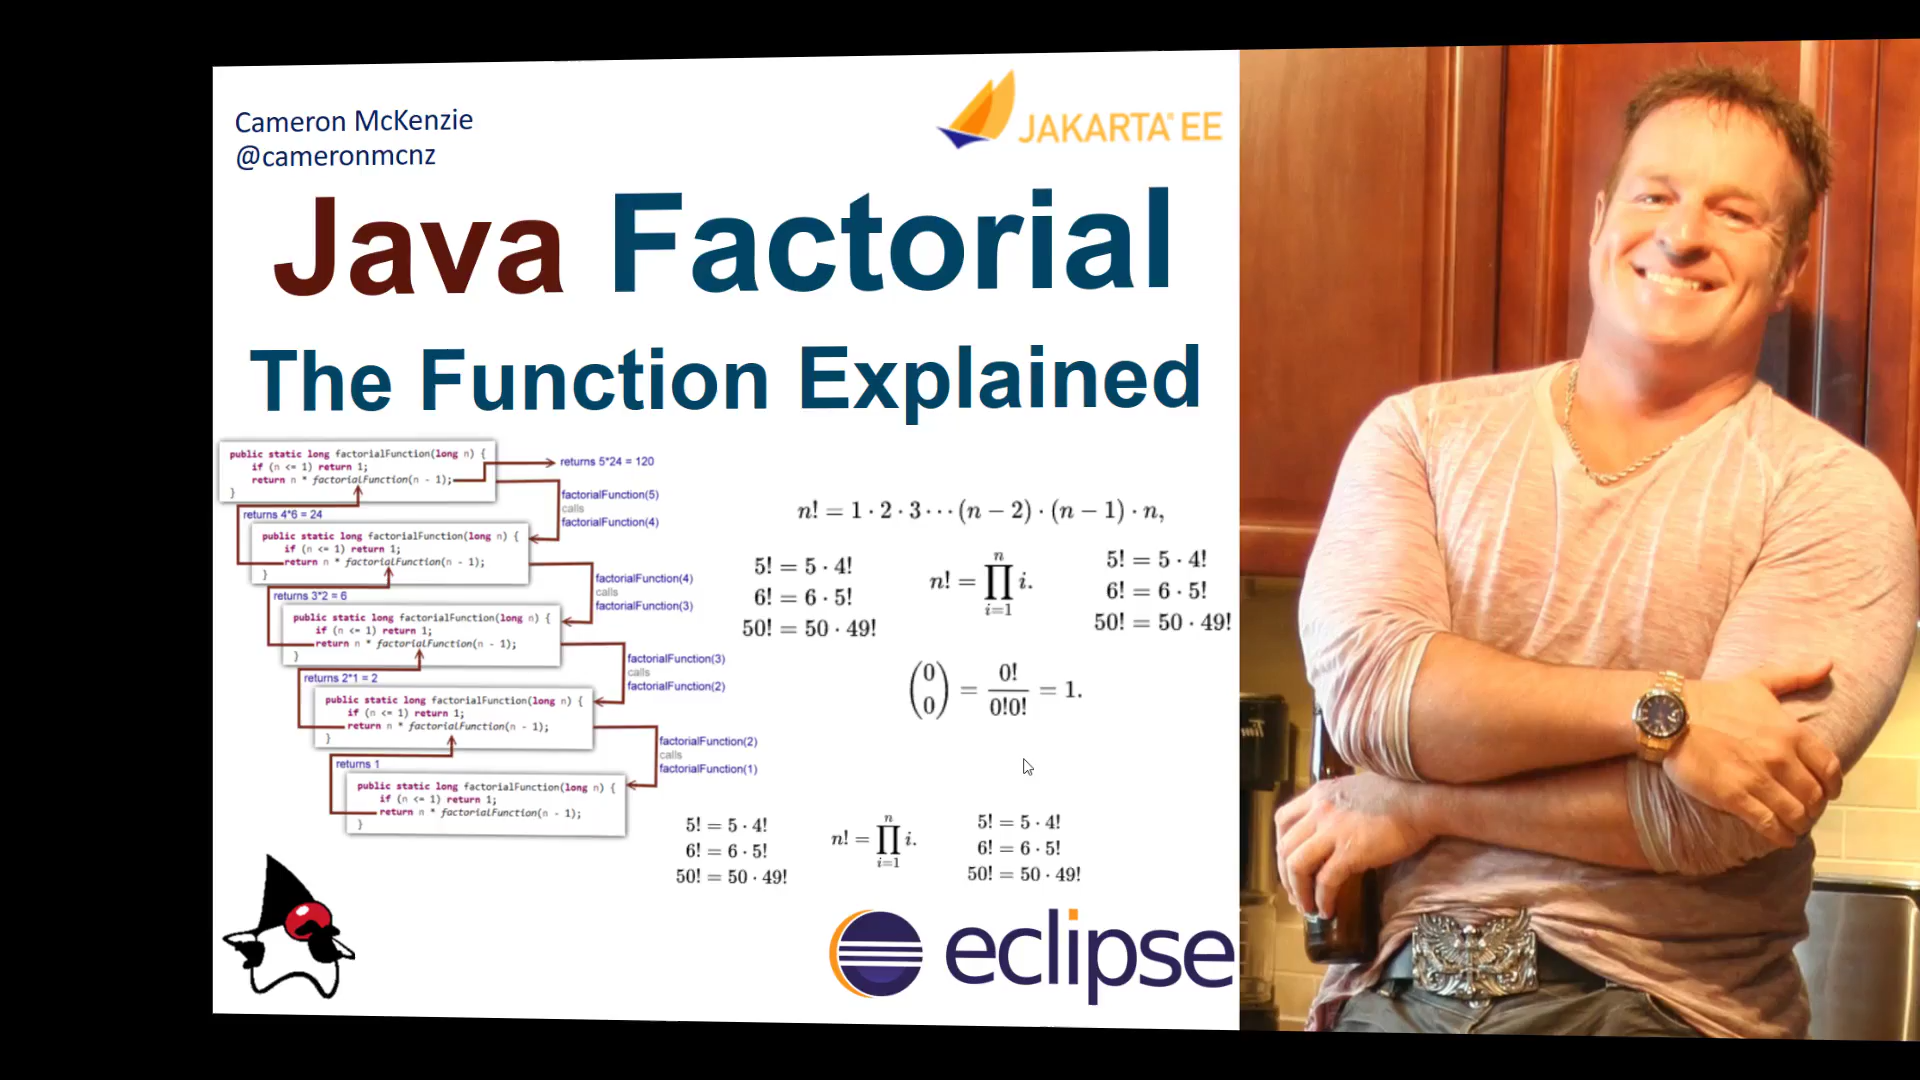 Cameron McKenzie
@cameronmcnz
JAKARTA® EE
Java Factorial
The Function Explained
public static long factorialFunction(long n) {
if (n <= 1) return 1;
return n * factorialFunction(n - 1);
}
returns 5*24 = 120
factorialFunction(5)
calls
factorialFunction(4)
returns 4*6 = 24
public static long factorialFunction(long n) {
if (n <= 1) return 1;
return n * factorialFunction(n - 1);
}
factorialFunction(4)
calls
factorialFunction(3)
returns 3*2 = 6
public static long factorialFunction(long n) {
if (n <= 1) return 1;
return n * factorialFunction(n - 1);
}
factorialFunction(3)
calls
factorialFunction(2)
returns 2*1 = 2
public static long factorialFunction(long n) {
if (n <= 1) return 1;
return n * factorialFunction(n - 1);
}
factorialFunction(2)
calls
factorialFunction(1)
returns 1
public static long factorialFunction(long n) {
if (n <= 1) return 1;
return n * factorialFunction(n - 1);
}
n! = 1 · 2 · 3 ··· (n − 2) · (n − 1) · n,
5! = 5 · 4!
6! = 6 · 5!
50! = 50 · 49!
n! = ∏ i.
n
i=1
5! = 5 · 4!
6! = 6 · 5!
50! = 50 · 49!
(0 0) = 0! / 0!0! = 1.
5! = 5 · 4!
6! = 6 · 5!
50! = 50 · 49!
n! = ∏ i.
n
i=1
5! = 5 · 4!
6! = 6 · 5!
50! = 50 · 49!
eclipse